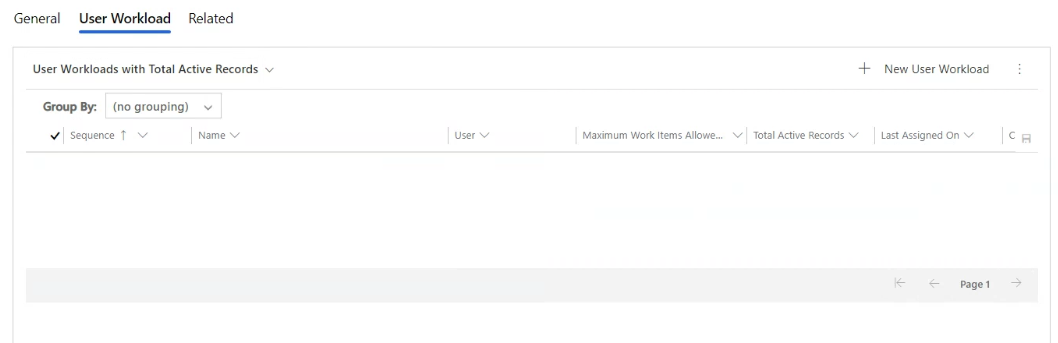 General User Workload Related
User Workloads with Total Active Records New User Workload
Group By: (no grouping)
Sequence Name User Maximum Work Items Allowe... Total Active Records Last Assigned On C
Page 1